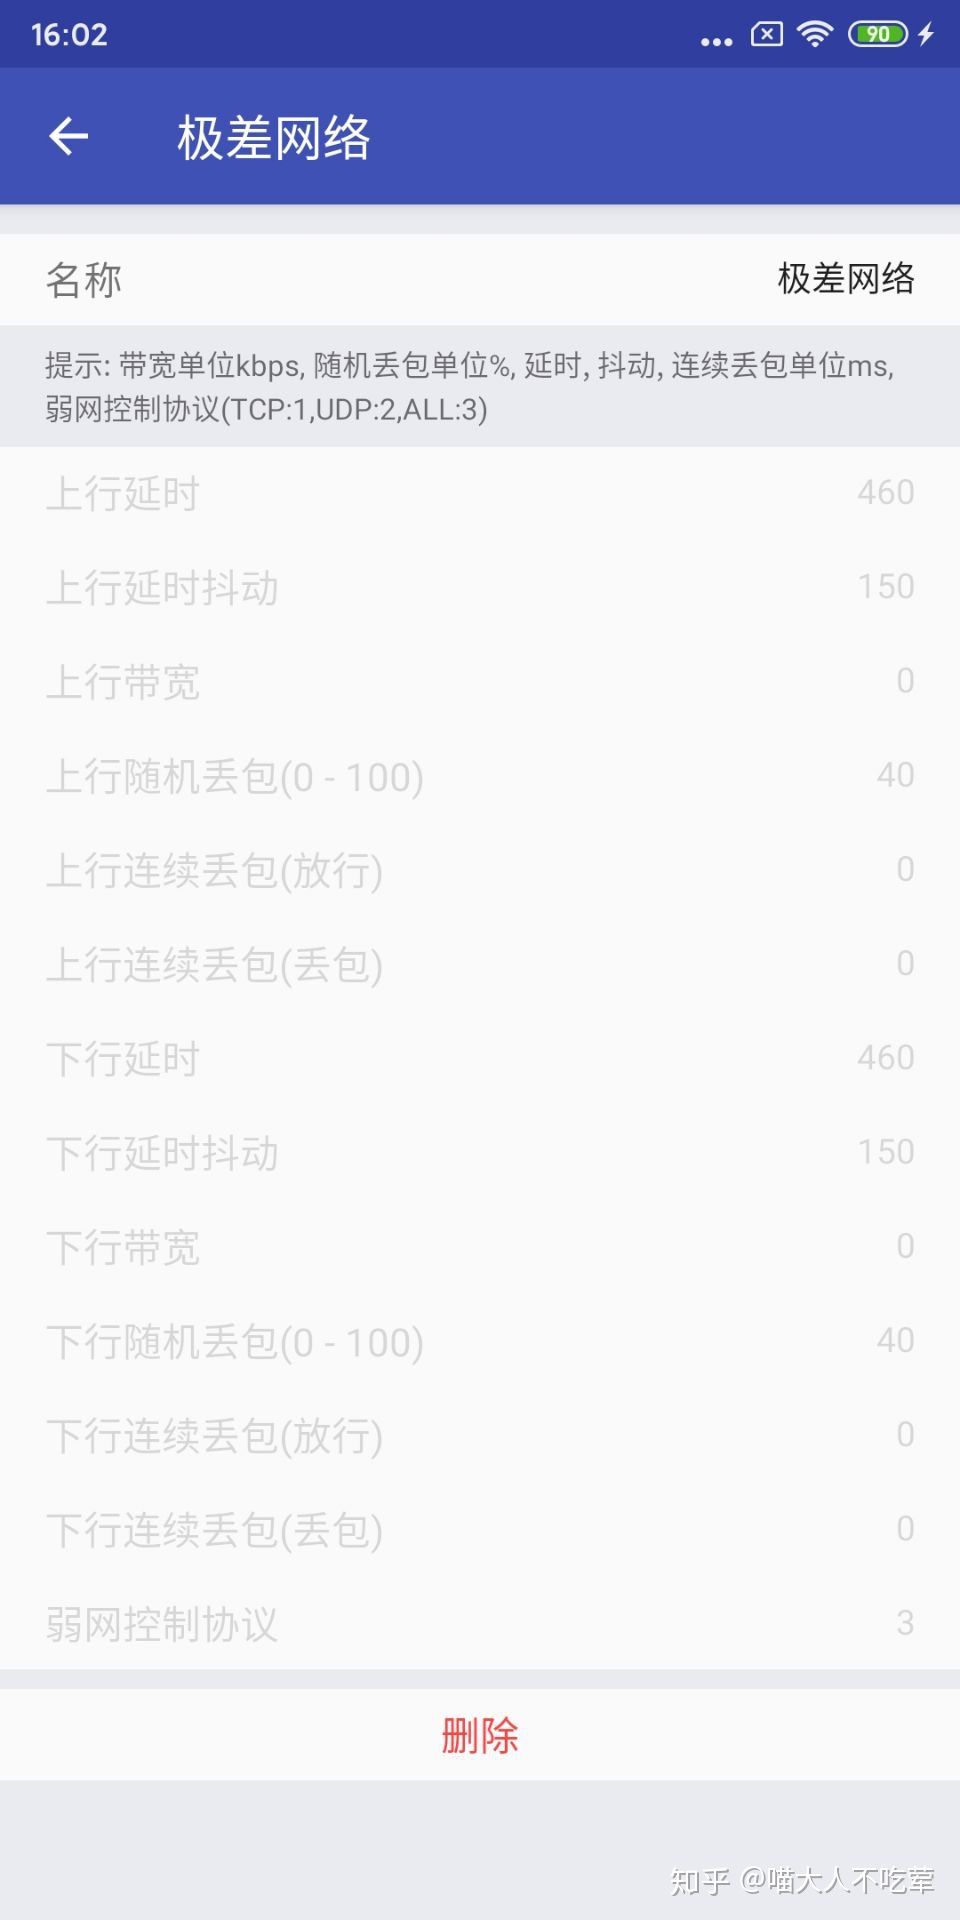 16:02
90
极差网络
名称 极差网络
提示: 带宽单位kbps, 随机丢包单位%, 延时, 抖动, 连续丢包单位ms,
弱网控制协议(TCP:1,UDP:2,ALL:3)
上行延时 460
上行延时抖动 150
上行带宽 0
上行随机丢包(0 - 100) 40
上行连续丢包(放行) 0
上行连续丢包(丢包) 0
下行延时 460
下行延时抖动 150
下行带宽 0
下行随机丢包(0 - 100) 40
下行连续丢包(放行) 0
下行连续丢包(丢包) 0
弱网控制协议 3
删除
知乎 @喵大人不吃荤